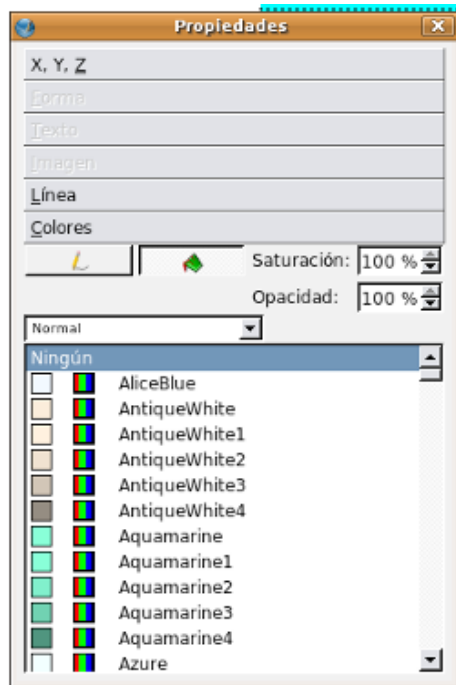 Propiedades
X, Y, Z
Forma
Texto
Imagen
Línea
Colores
Saturación: 100 %
Opacidad: 100 %
Normal
Ningún
AliceBlue
AntiqueWhite
AntiqueWhite1
AntiqueWhite2
AntiqueWhite3
AntiqueWhite4
Aquamarine
Aquamarine1
Aquamarine2
Aquamarine3
Aquamarine4
Azure